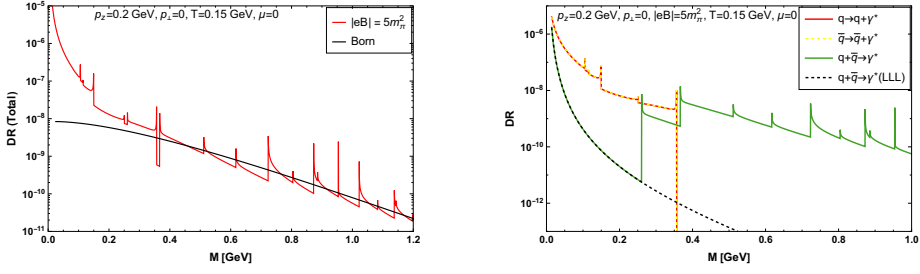 p_z=0.2 GeV, p_⊥=0, T=0.15 GeV, μ=0
|eB| = 5m_π^2
Born
DR (Total)
10^-5
10^-6
10^-7
10^-8
10^-9
10^-10
10^-11
0.0 0.2 0.4 0.6 0.8 1.0 1.2
M [GeV]
p_z=0.2 GeV, p_⊥=0, |eB|=5m_π^2, T=0.15 GeV, μ=0
q→q+γ*
q̄→q̄+γ*
q+q̄→γ*
q+q̄→γ*(LLL)
DR
10^-4
10^-6
10^-8
10^-10
10^-12
0.0 0.2 0.4 0.6 0.8 1.0
M [GeV]